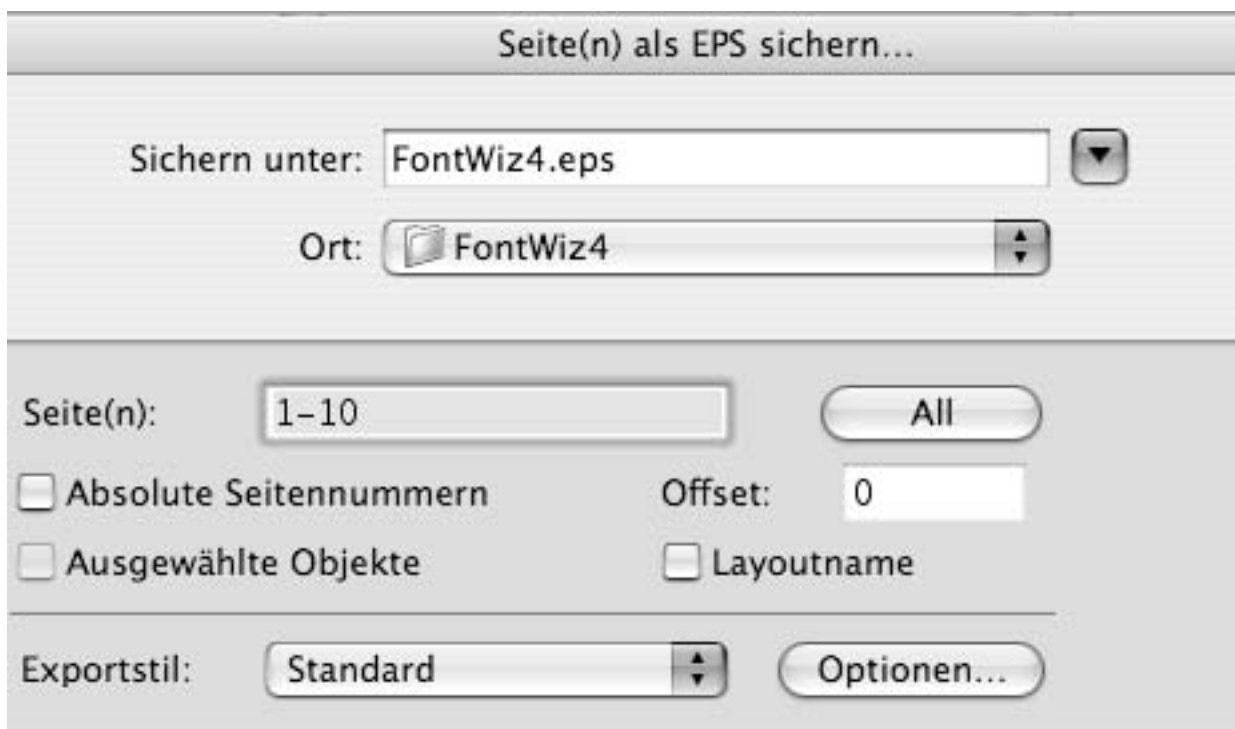 Seite(n) als EPS sichern...
Sichern unter: FontWiz4.eps
Ort: FontWiz4
Seite(n): 1–10 All
Absolute Seitennummern Offset: 0
Ausgewählte Objekte Layoutname
Exportstil: Standard Optionen...